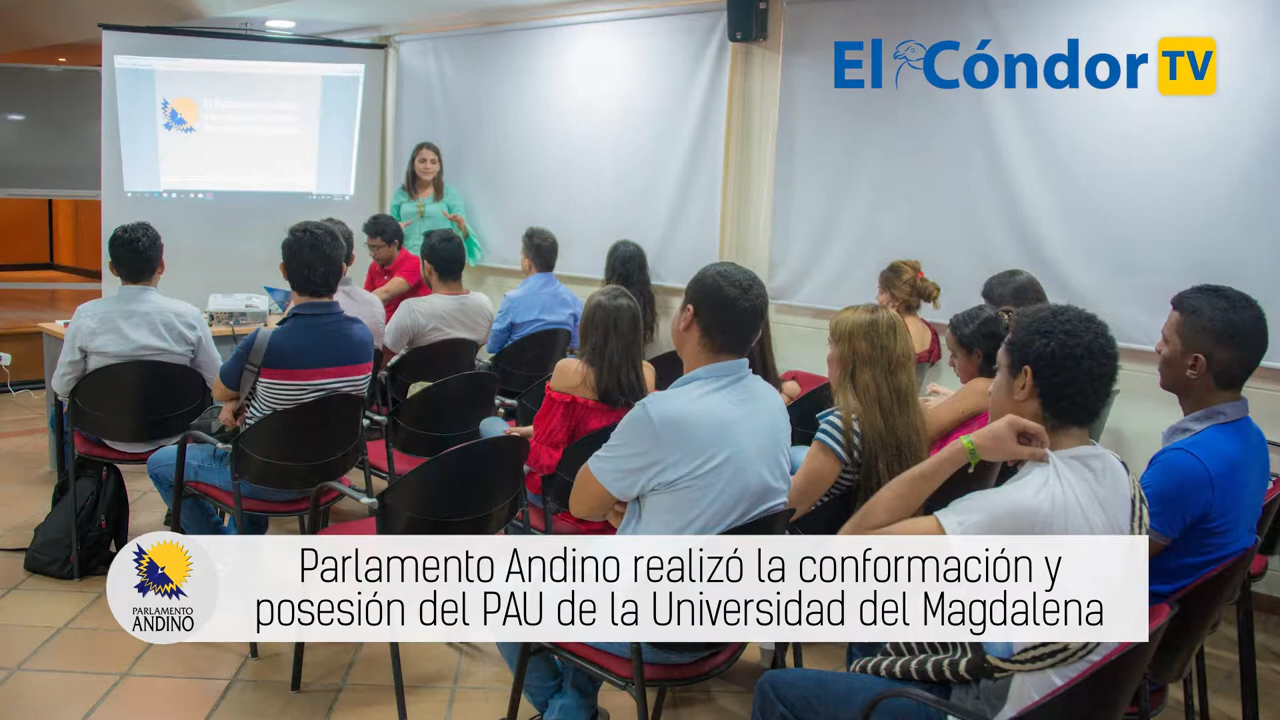 El Cóndor TV
Parlamento Andino realizó la conformación y
posesión del PAU de la Universidad del Magdalena
PARLAMENTO
ANDINO